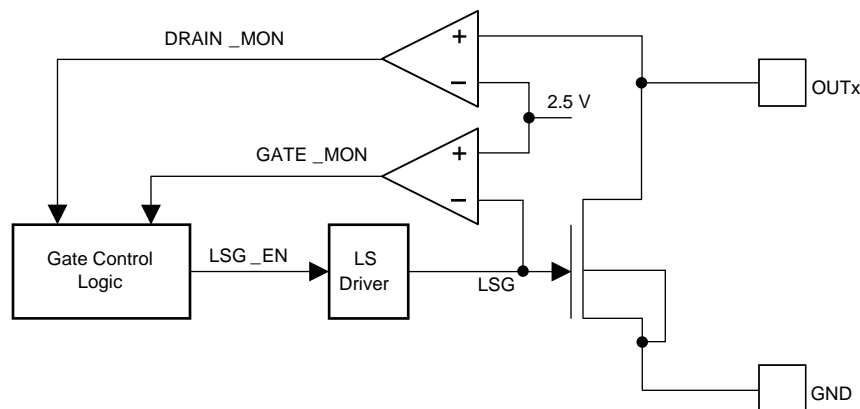 DRAIN _MON
+
−
OUTx
2.5 V
GATE _MON
+
−
Gate Control
Logic
LSG _EN
LS
Driver
LSG
GND